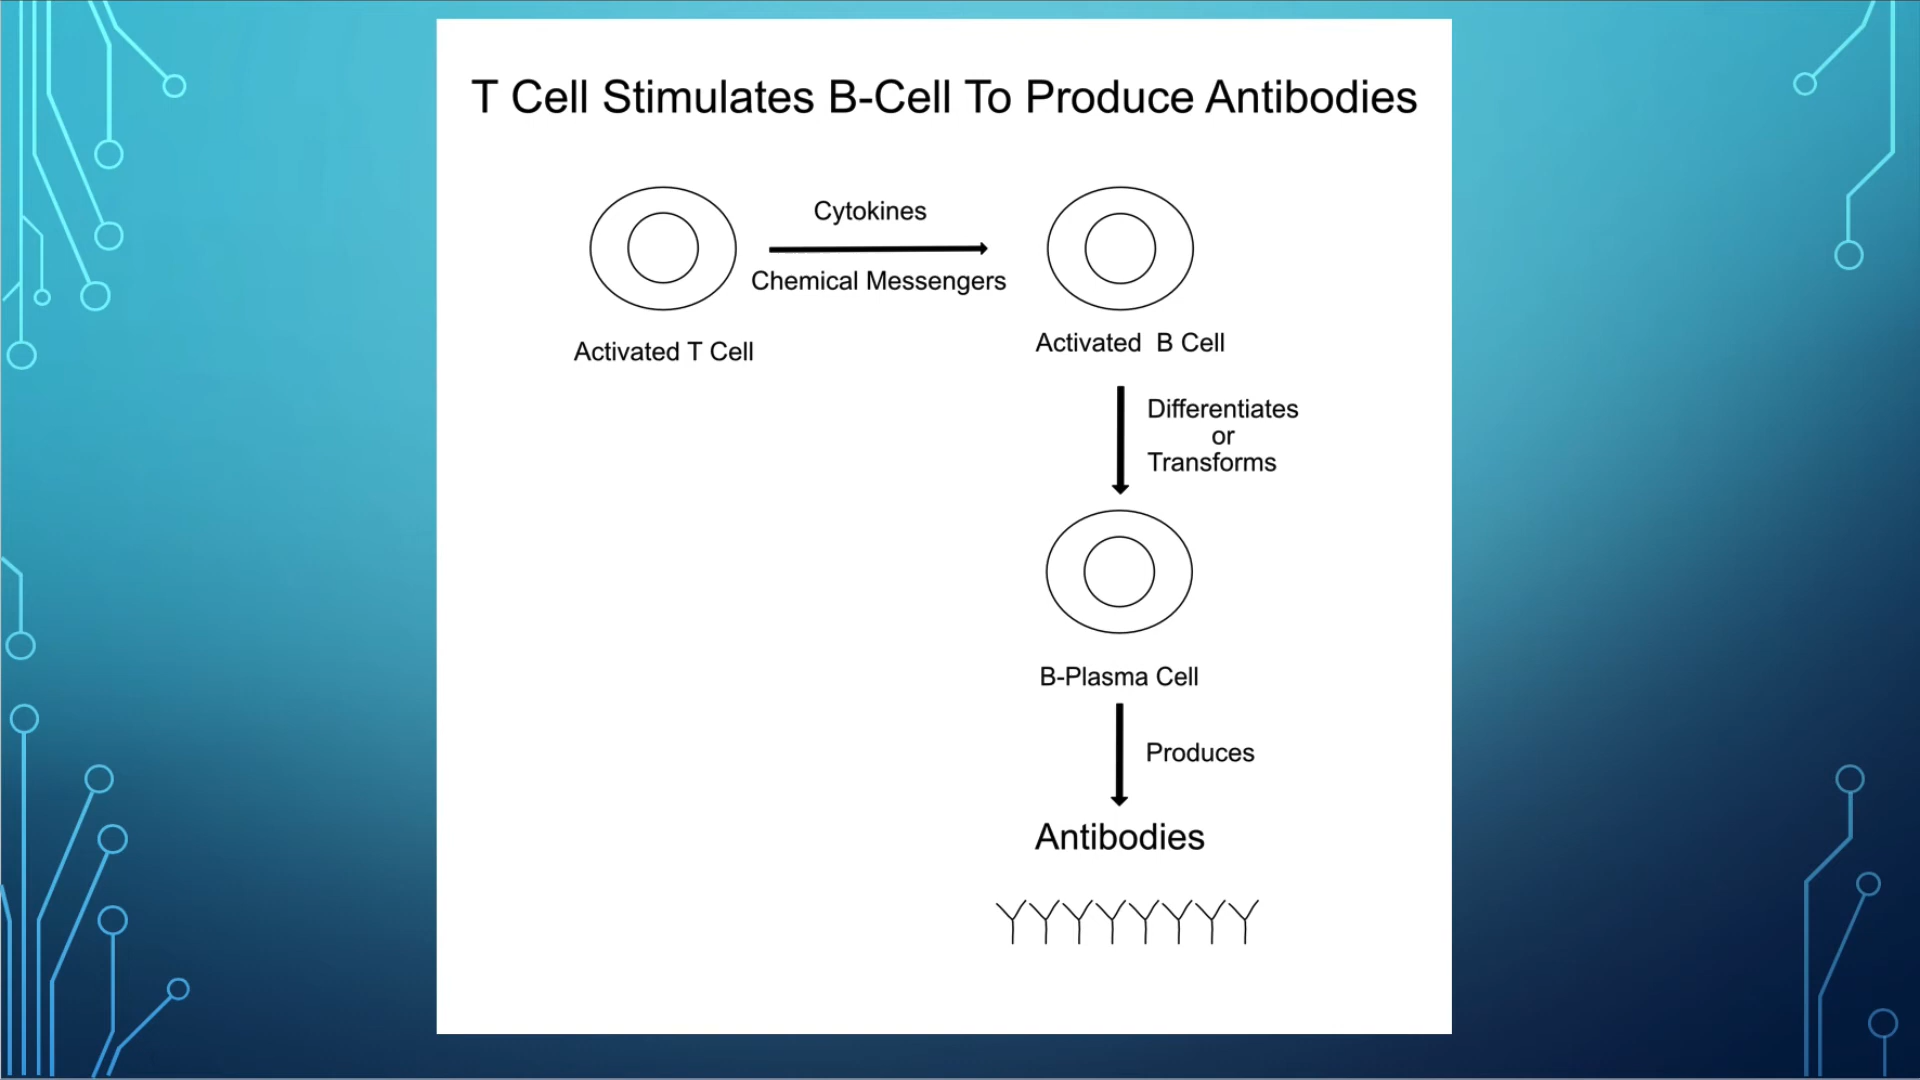 T Cell Stimulates B-Cell To Produce Antibodies
Cytokines
Chemical Messengers
Activated T Cell
Activated  B Cell
Differentiates
or
Transforms
B-Plasma Cell
Produces
Antibodies